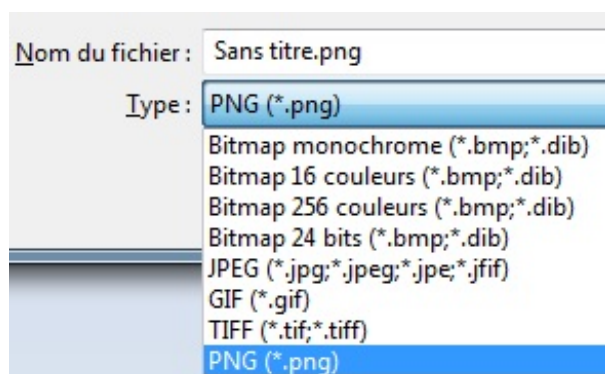 Nom du fichier : Sans titre.png
Type : PNG (*.png)
Bitmap monochrome (*.bmp;*.dib)
Bitmap 16 couleurs (*.bmp;*.dib)
Bitmap 256 couleurs (*.bmp;*.dib)
Bitmap 24 bits (*.bmp;*.dib)
JPEG (*.jpg;*.jpeg;*.jpe;*.jfif)
GIF (*.gif)
TIFF (*.tif;*.tiff)
PNG (*.png)